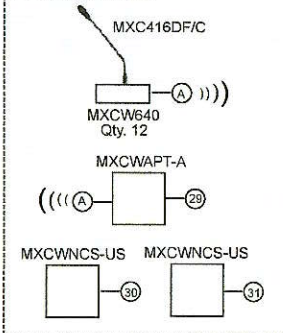 MXC416DF/C
A
MXCW640
Qty. 12
MXCWAPT-A
A
29
MXCWNCS-US MXCWNCS-US
30 31